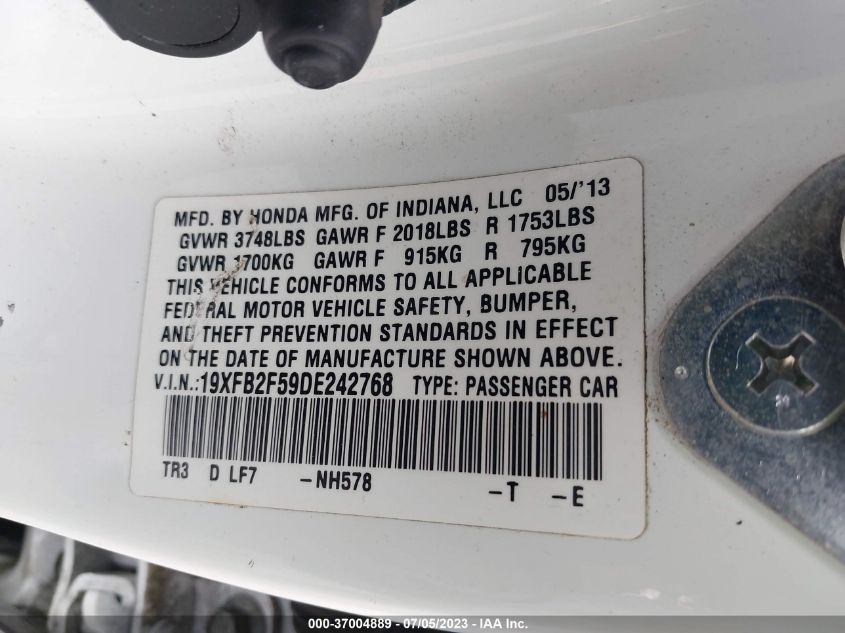 MFD. BY HONDA MFG. OF INDIANA, LLC 05/'13
GVWR 3748LBS GAWR F 2018LBS R 1753LBS
GVWR 1700KG GAWR F 915KG R 795KG
THIS VEHICLE CONFORMS TO ALL APPLICABLE
FEDERAL MOTOR VEHICLE SAFETY, BUMPER,
AND THEFT PREVENTION STANDARDS IN EFFECT
ON THE DATE OF MANUFACTURE SHOWN ABOVE.
V.I.N.:19XFB2F59DE242768 TYPE: PASSENGER CAR
TR3 D LF7 -NH578 -T -E
000-37004889 - 07/05/2023 - IAA Inc.